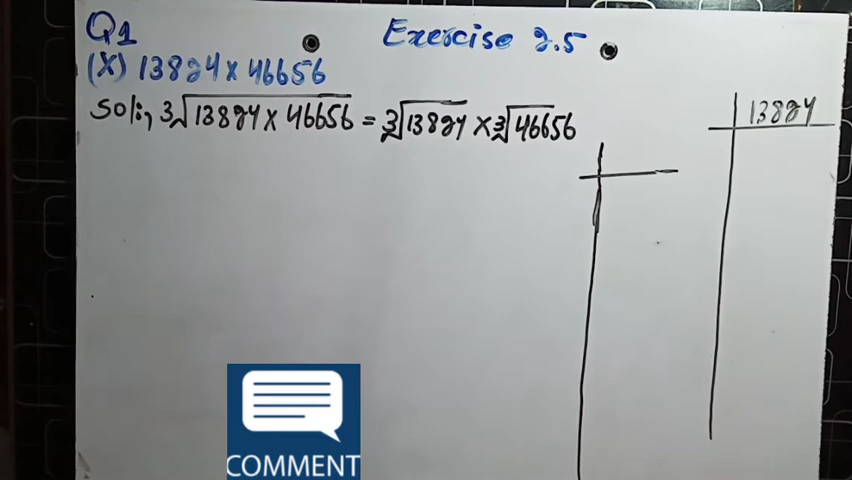 Q1
Exercise 2.5
(X) 13824 x 46656
Sol:, 3√13824 x 46656 = 3√13824 x 3√46656
13824
COMMENT